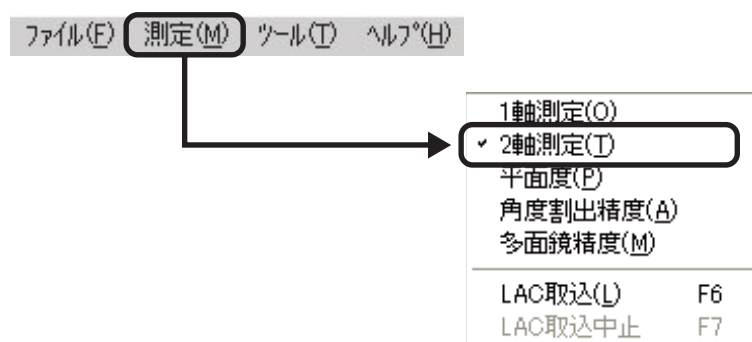 ﾌｧｲﾙ(F) 測定(M) ﾂｰﾙ(T) ﾍﾙﾌﾟ(H)
1軸測定(O)
✓ 2軸測定(T)
平面度(P)
角度割出精度(A)
多面鏡精度(M)
LAC取込(L) F6
LAC取込中止 F7